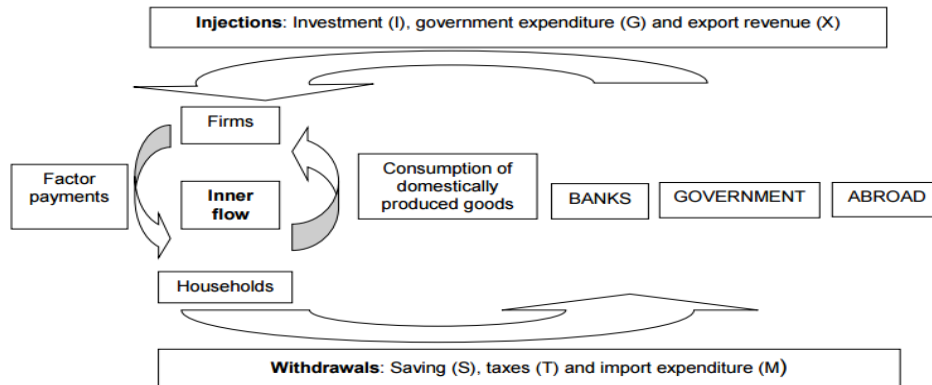 Injections: Investment (I), government expenditure (G) and export revenue (X)
Firms
Factor
payments
Inner
flow
Consumption of
domestically
produced goods
BANKS
GOVERNMENT
ABROAD
Households
Withdrawals: Saving (S), taxes (T) and import expenditure (M)